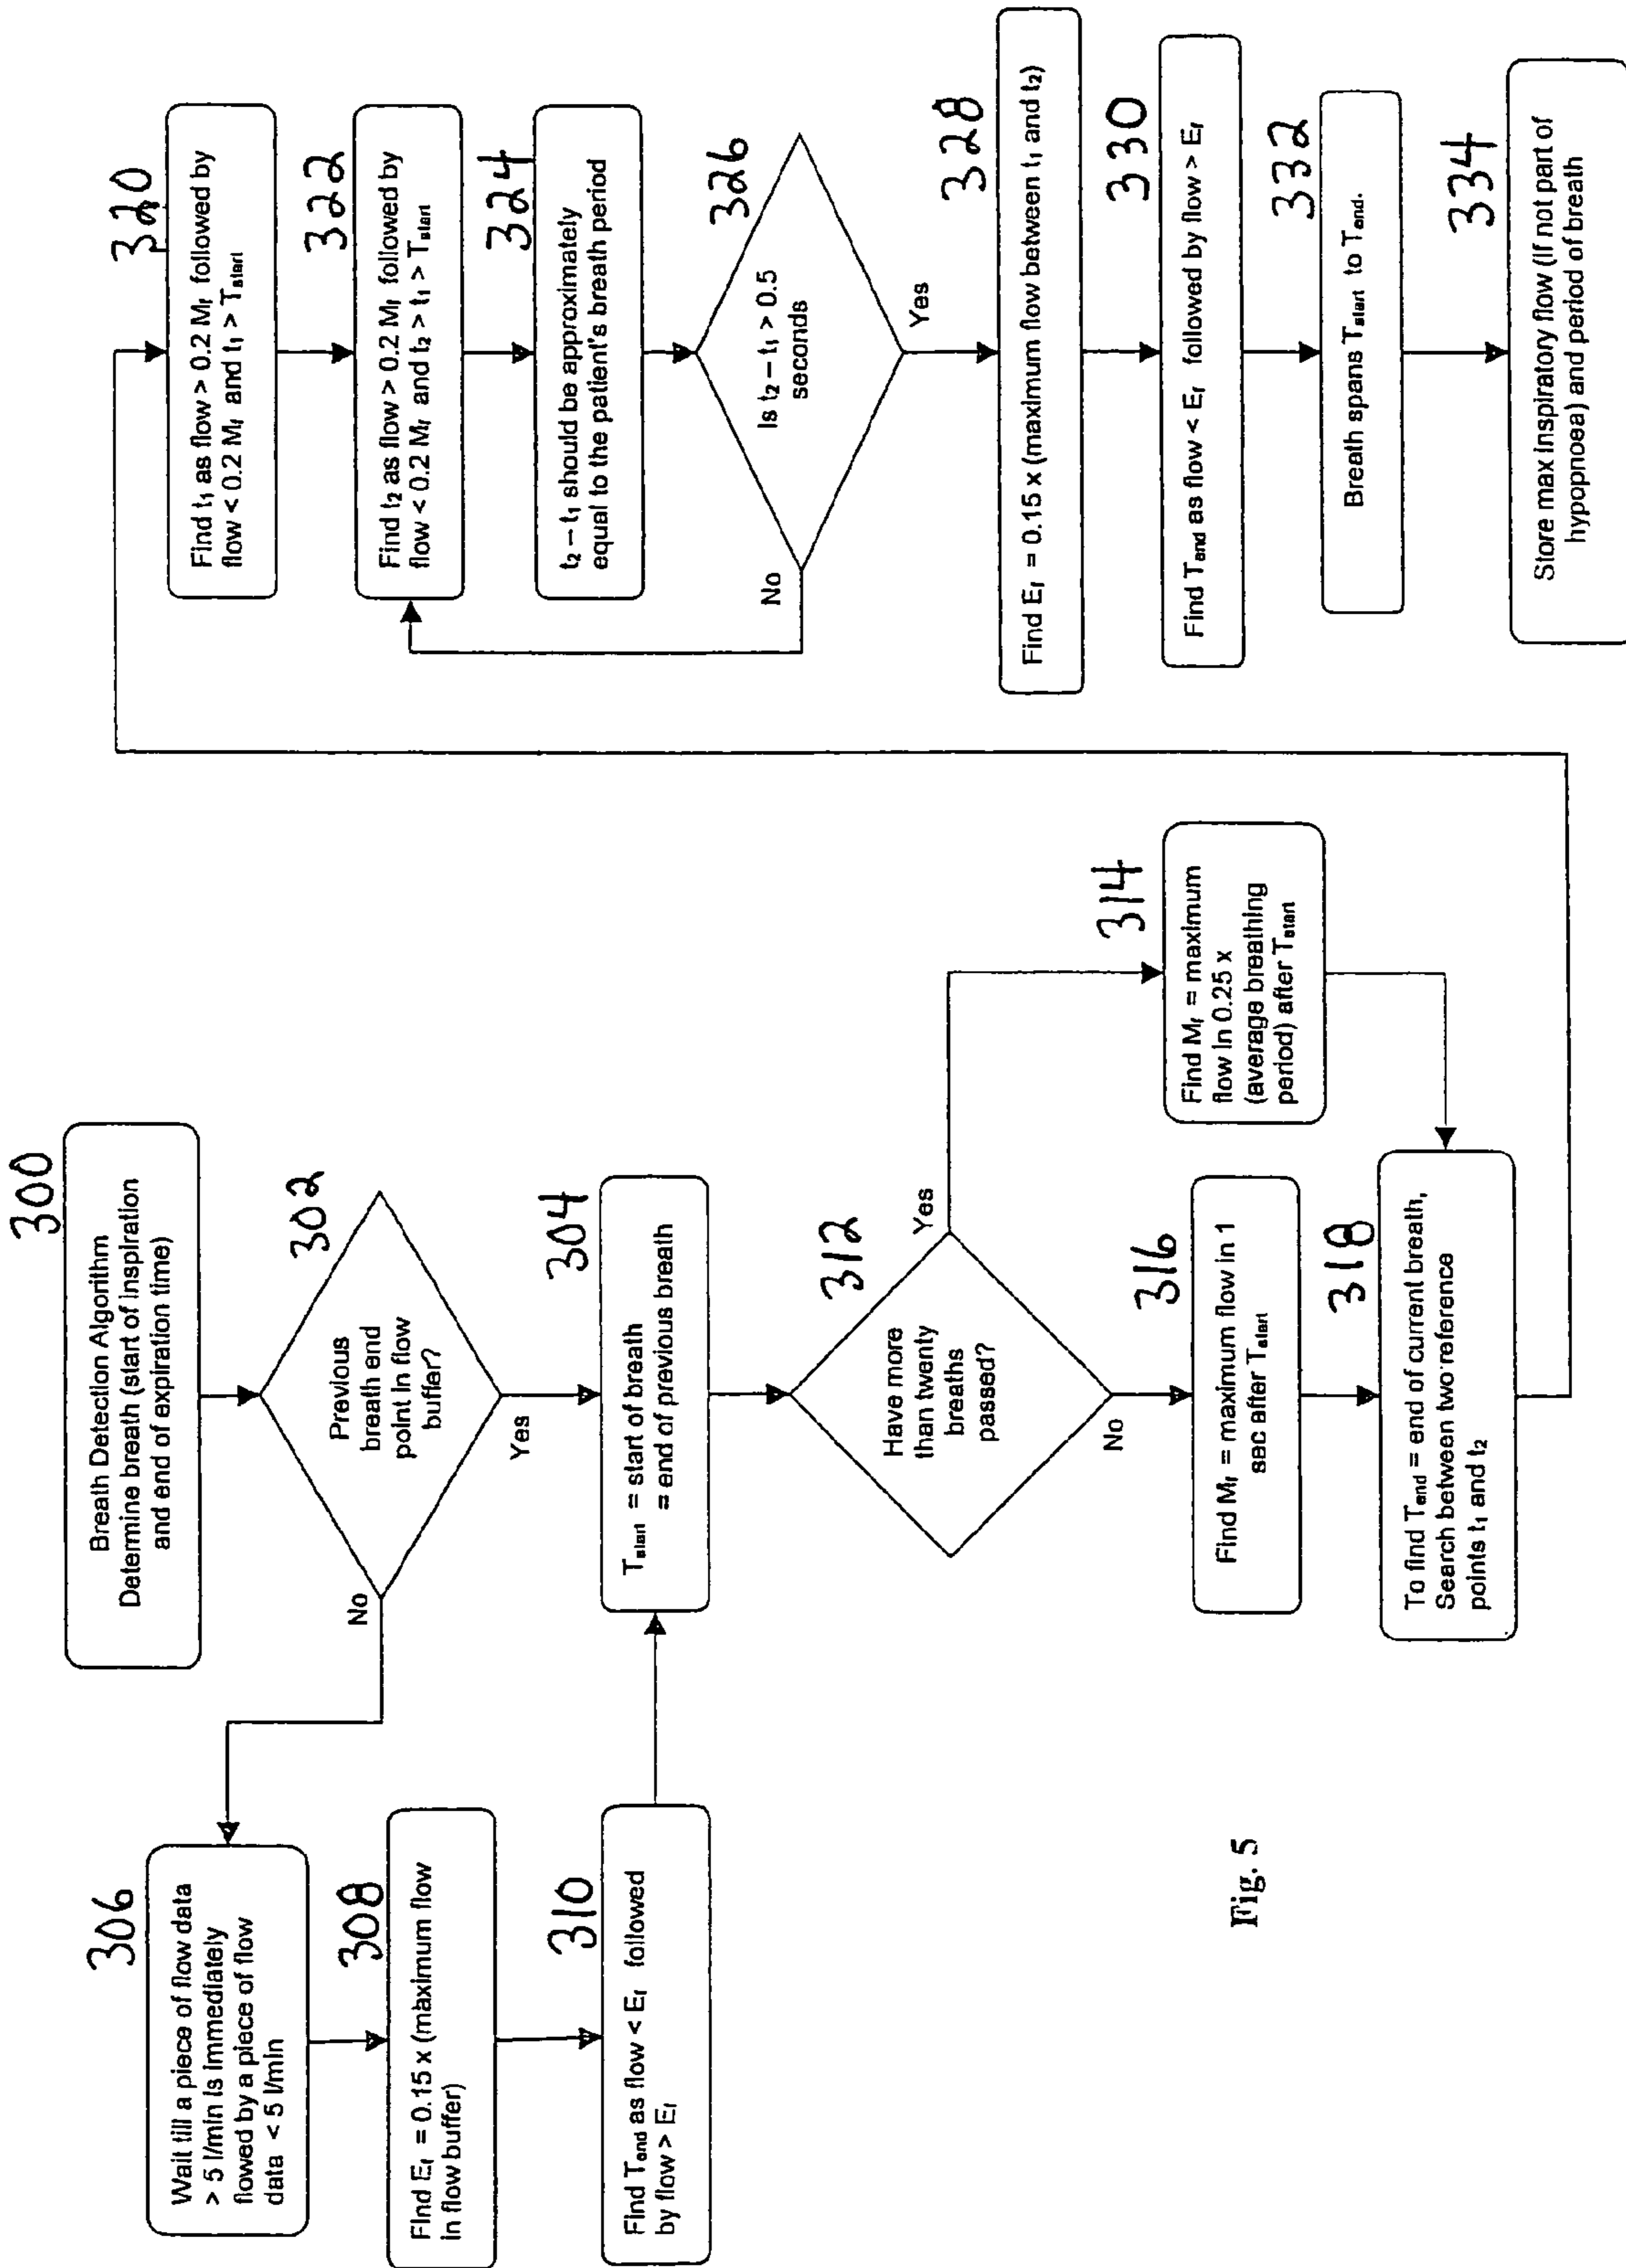 300
Breath Detection Algorithm
Determine breath (start of inspiration
and end of expiration time)
302
Previous
breath end
point in flow
buffer?
No
Yes
306
Wait till a piece of flow data
> 5 l/min is immediately
flowed by a piece of flow
data < 5 l/min
308
Find Ef = 0.15 x (maximum flow
in flow buffer)
310
Find Tend as flow < Ef followed
by flow > Ef
304
Tstart = start of breath
= end of previous breath
312
Have more
than twenty
breaths
passed?
Yes
No
314
Find Mf = maximum
flow in 0.25 x
(average breathing
period) after Tstart
316
Find Mf = maximum flow in 1
sec after Tstart
318
To find Tend = end of current breath,
Search between two reference
points t1 and t2
320
Find t1 as flow > 0.2 Mf followed by
flow < 0.2 Mf and t1 > Tstart
322
Find t2 as flow > 0.2 Mf followed by
flow < 0.2 Mf and t2 > t1 > Tstart
324
t2 – t1 should be approximately
equal to the patient's breath period
326
Is t2 – t1 > 0.5
seconds
No
Yes
328
Find Ef = 0.15 x (maximum flow between t1 and t2)
330
Find Tend as flow < Ef followed by flow > Ef
332
Breath spans Tstart to Tend.
334
Store max inspiratory flow (if not part of
hypopnoea) and period of breath
Fig. 5